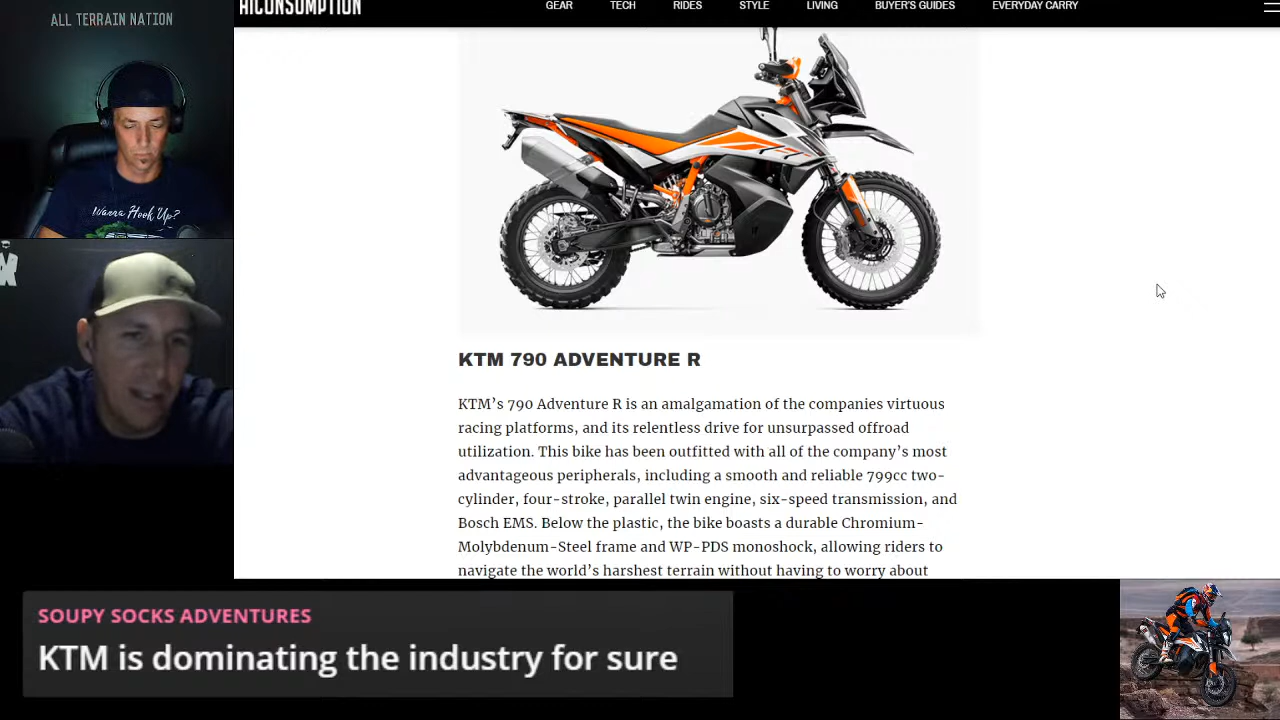 ALL TERRAIN NATION
Wanna Hook Up?
HICONSUMPTION
GEAR TECH RIDES STYLE LIVING BUYER'S GUIDES EVERYDAY CARRY
KTM 790 ADVENTURE R
KTM’s 790 Adventure R is an amalgamation of the companies virtuous
racing platforms, and its relentless drive for unsurpassed offroad
utilization. This bike has been outfitted with all of the company’s most
advantageous peripherals, including a smooth and reliable 799cc two-
cylinder, four-stroke, parallel twin engine, six-speed transmission, and
Bosch EMS. Below the plastic, the bike boasts a durable Chromium-
Molybdenum-Steel frame and WP-PDS monoshock, allowing riders to
navigate the world’s harshest terrain without having to worry about
SOUPY SOCKS ADVENTURES
KTM is dominating the industry for sure